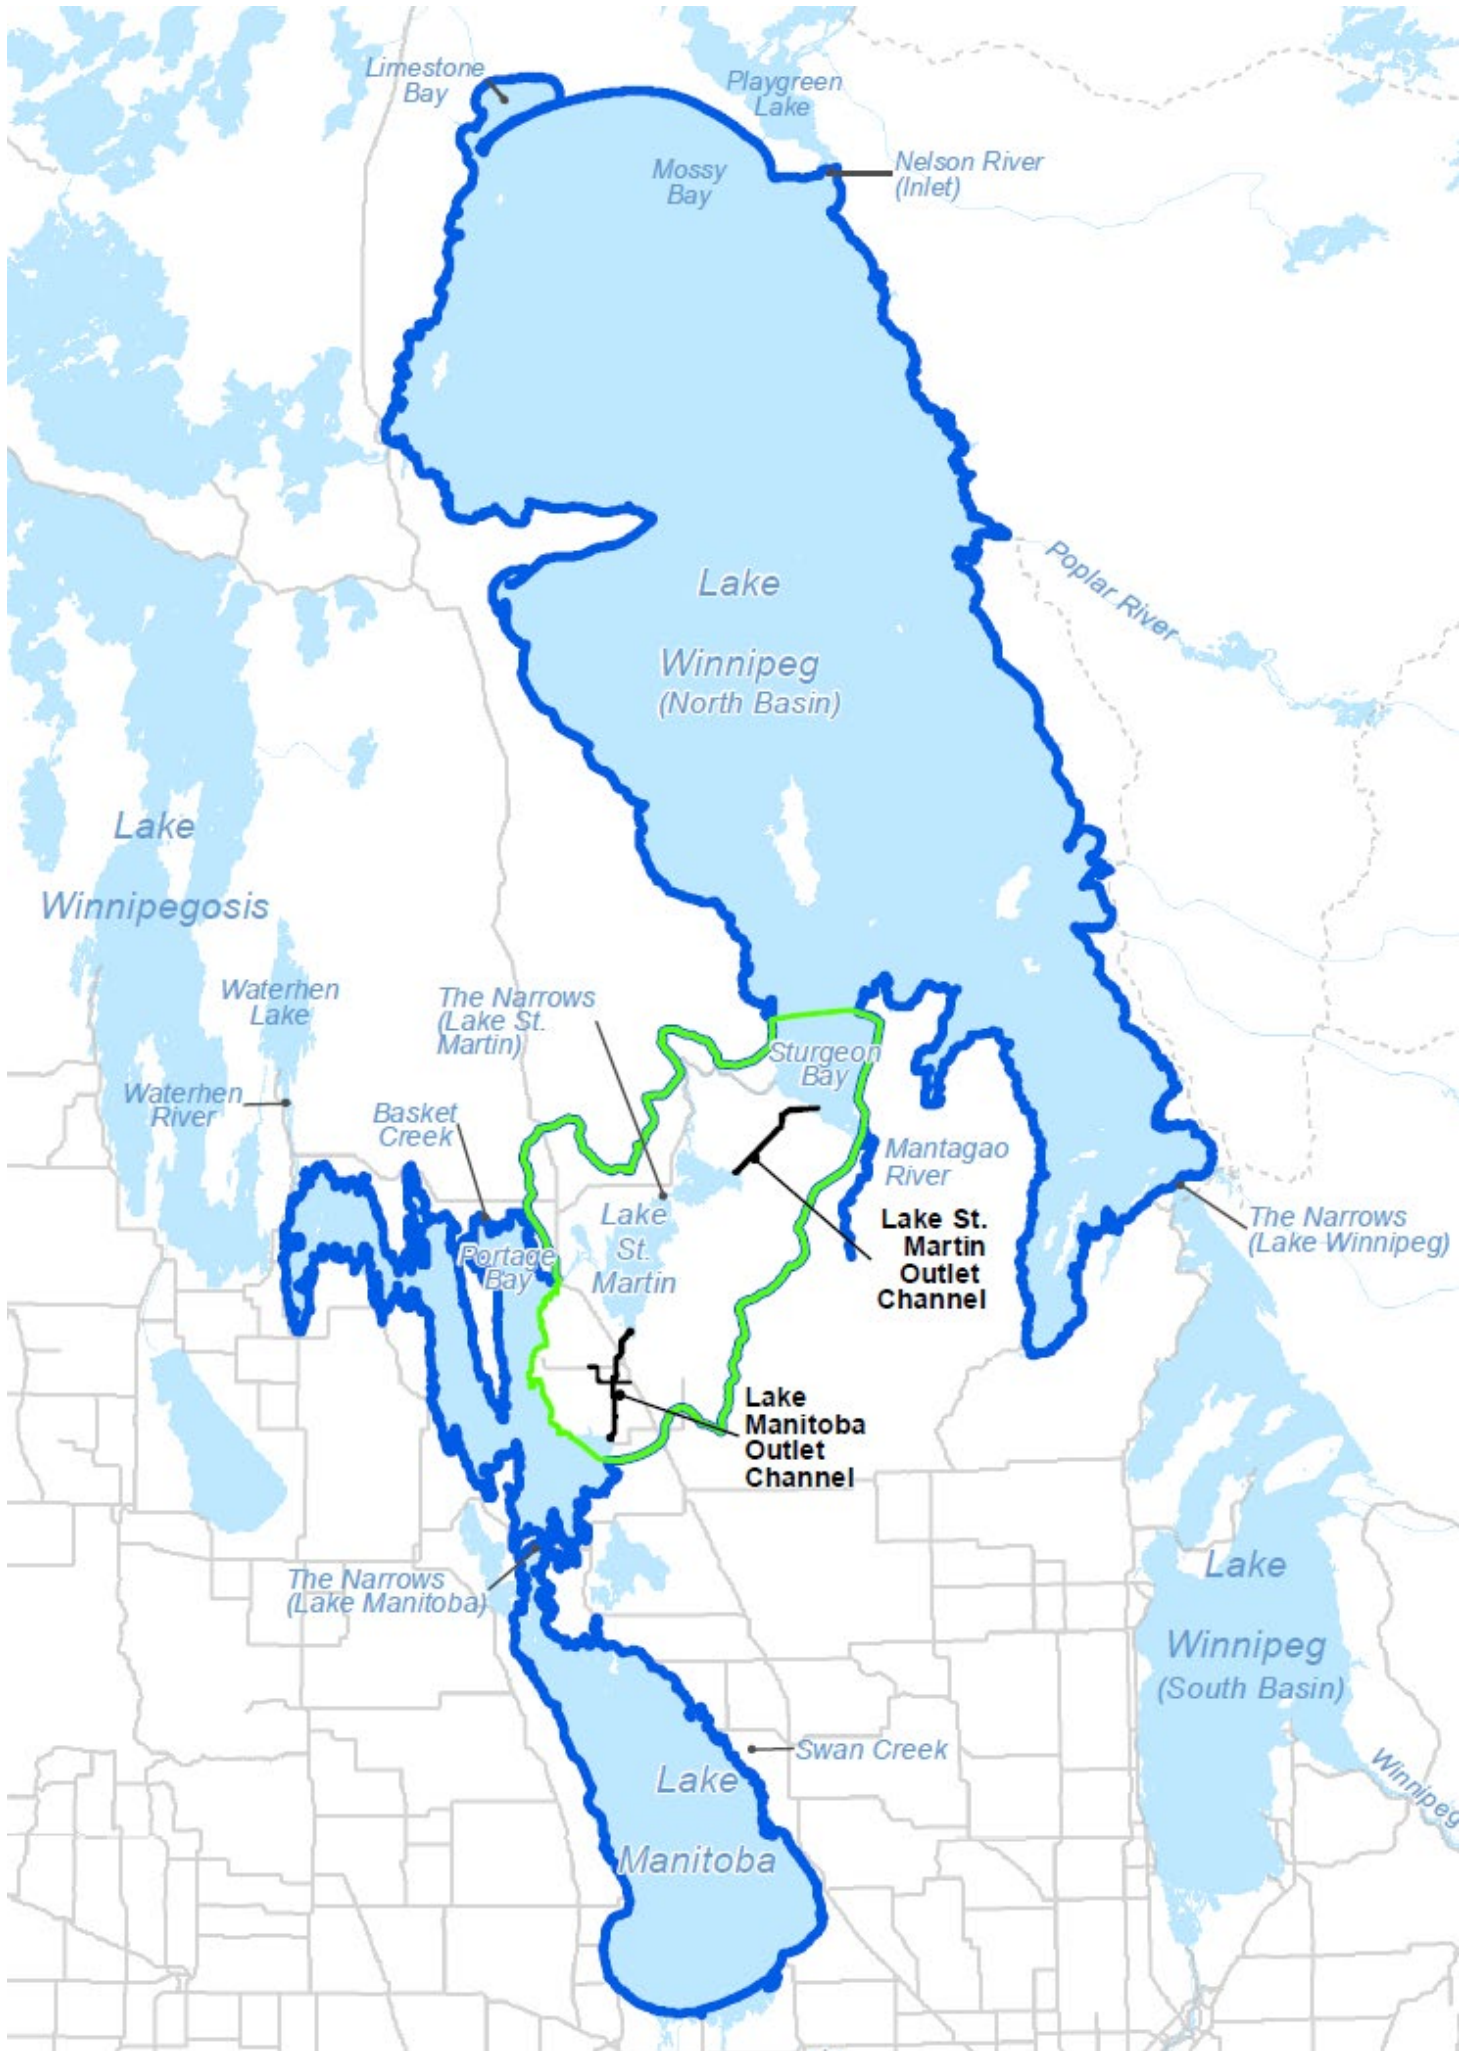 Limestone
Bay
Playgreen
Lake
Nelson River
(Inlet)
Mossy
Bay
Poplar River
Lake
Winnipeg
(North Basin)
Lake
Winnipegosis
Waterhen
Lake
The Narrows
(Lake St.
Martin)
Sturgeon
Bay
Waterhen
River
Basket
Creek
Mantagao
River
Lake
St.
Martin
Portage
Bay
Lake St.
Martin
Outlet
Channel
The Narrows
(Lake Winnipeg)
Lake
Manitoba
Outlet
Channel
The Narrows
(Lake Manitoba)
Lake
Winnipeg
(South Basin)
Swan Creek
Winnipeg
Lake
Manitoba